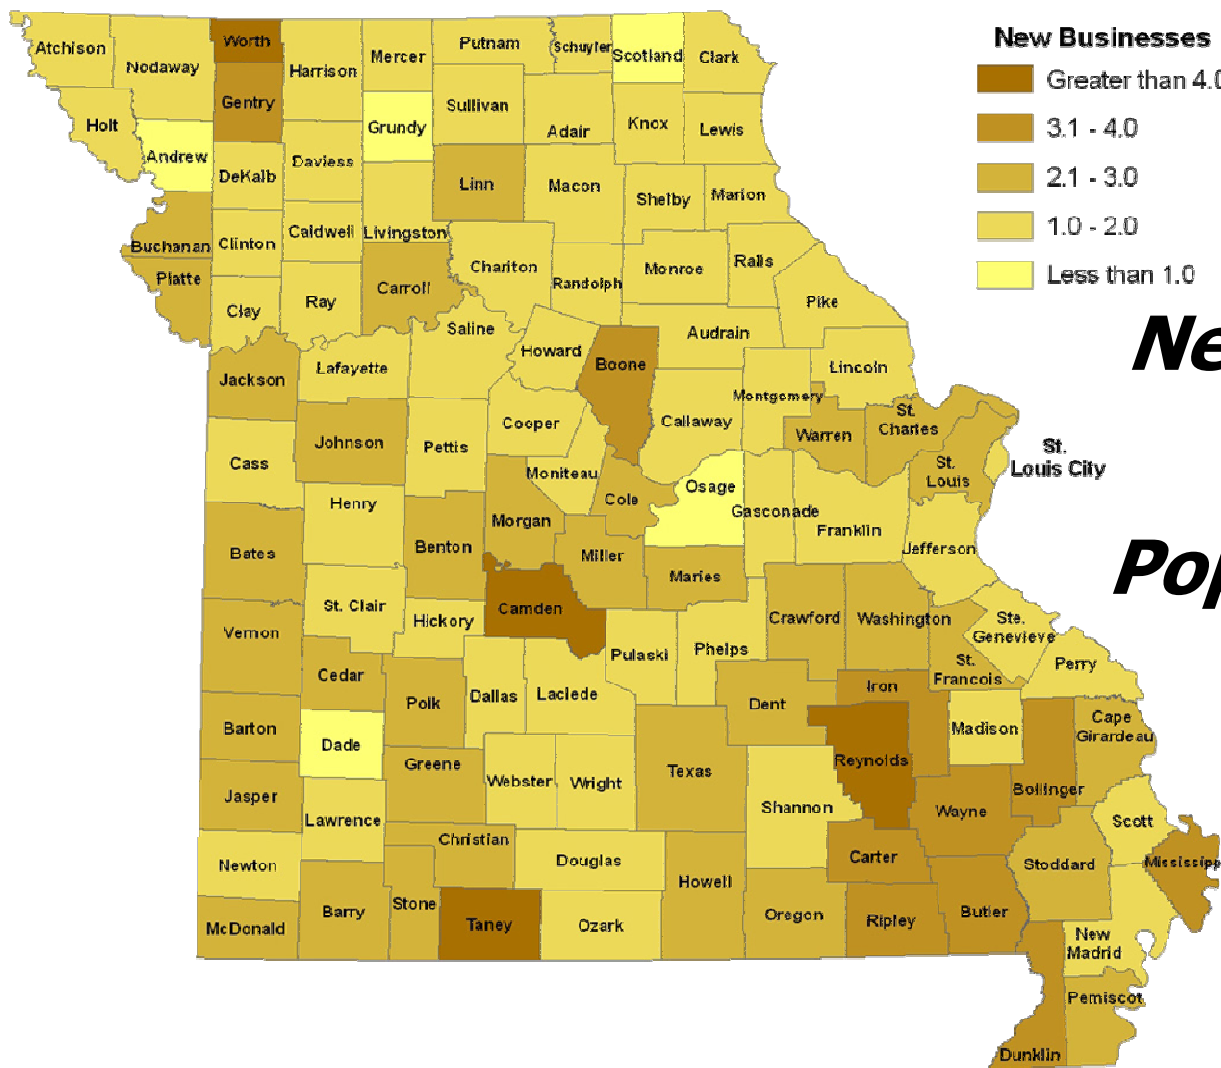 New Businesses
Greater than 4.0
3.1 - 4.0
2.1 - 3.0
1.0 - 2.0
Less than 1.0
Ne
Pop
Atchison
Nodaway
Worth
Harrison
Mercer
Putnam
Schuyler
Scotland
Clark
Holt
Andrew
Gentry
DeKalb
Daviess
Grundy
Sullivan
Adair
Knox
Lewis
Linn
Macon
Shelby
Marion
Buchanan
Clinton
Caldwell
Livingston
Chariton
Randolph
Monroe
Ralls
Pike
Platte
Clay
Ray
Carroll
Saline
Howard
Boone
Audrain
Lincoln
Jackson
Lafayette
Johnson
Pettis
Cooper
Moniteau
Callaway
Montgomery
Warren
St.
Charles
St.
Louis
St.
Louis City
Cass
Henry
Benton
Morgan
Cole
Osage
Gasconade
Franklin
Jefferson
Bates
St. Clair
Hickory
Camden
Miller
Maries
Pulaski
Phelps
Crawford
Washington
Ste.
Genevieve
St.
Francois
Perry
Vernon
Cedar
Polk
Dallas
Laclede
Dent
Iron
Madison
Cape
Girardeau
Barton
Dade
Greene
Webster
Wright
Texas
Reynolds
Bollinger
Jasper
Lawrence
Christian
Douglas
Shannon
Wayne
Scott
Newton
Barry
Stone
Taney
Ozark
Howell
Oregon
Carter
Ripley
Butler
Stoddard
Mississipp
McDonald
New
Madrid
Pemiscot
Dunklin